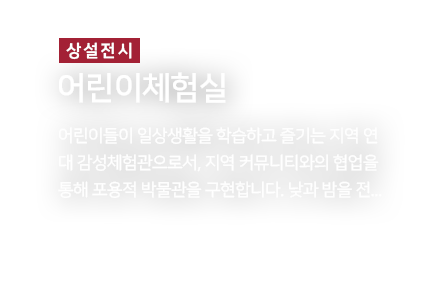 상설전시
어린이체험실
어린이들이 일상생활을 학습하고 즐기는 지역 연
대 감성체험관으로서, 지역 커뮤니티와의 협업을
통해 포용적 박물관을 구현합니다. 낮과 밤을 전...